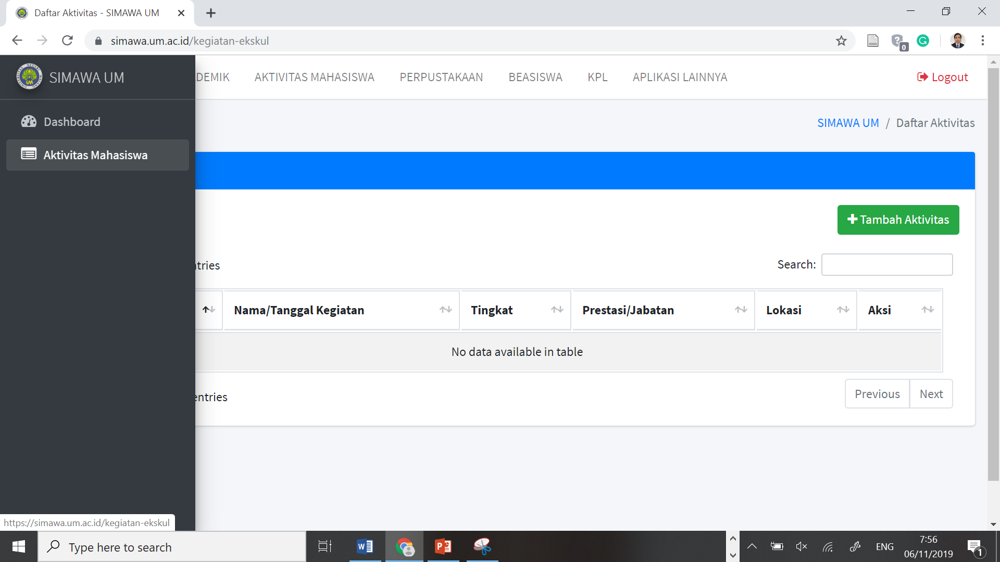 Daftar Aktivitas - SIMAWA UM
simawa.um.ac.id/kegiatan-ekskul
0
SIMAWA UM
DEMIK AKTIVITAS MAHASISWA PERPUSTAKAAN BEASISWA KPL APLIKASI LAINNYA Logout
Dashboard
SIMAWA UM / Daftar Aktivitas
Aktivitas Mahasiswa
Tambah Aktivitas
ntries Search:
Nama/Tanggal Kegiatan Tingkat Prestasi/Jabatan Lokasi Aksi
No data available in table
entries Previous Next
https://simawa.um.ac.id/kegiatan-ekskul
Type here to search
ENG
7:56
06/11/2019
1